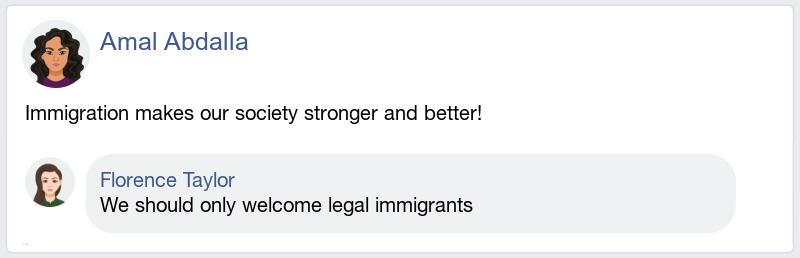 Amal Abdalla
Immigration makes our society stronger and better!
Florence Taylor
We should only welcome legal immigrants